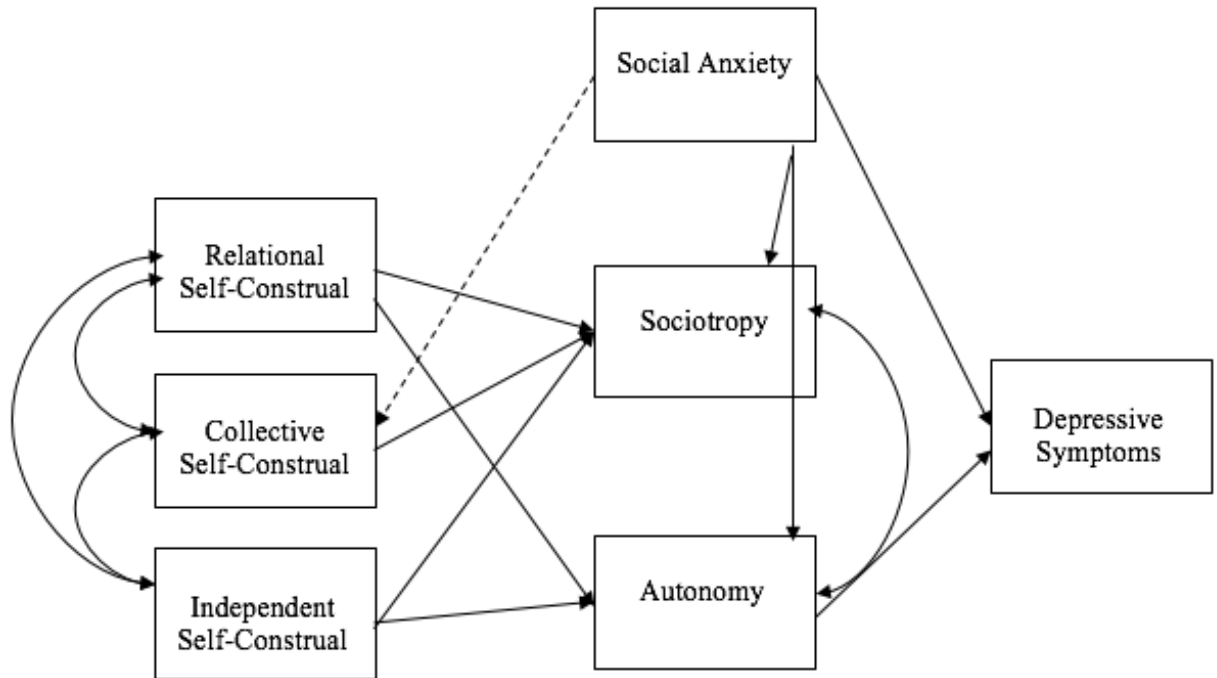 Social Anxiety
Relational
Self-Construal
Sociotropy
Collective
Self-Construal
Depressive
Symptoms
Independent
Self-Construal
Autonomy